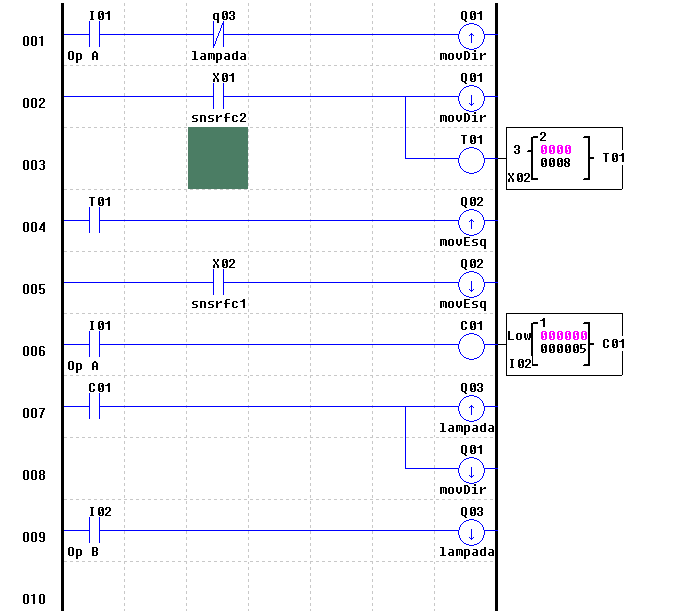 I01 q03 Q01
001
Op A lampada movDir
X01 Q01
002
snsrfc2 movDir
T01
003
2
3 0000
0008 T01
X02
T01 Q02
004
movEsq
X02 Q02
005
snsrfc1 movEsq
I01 C01
006
Op A
1
Low 000000
000005 C01
I02
C01 Q03
007
lampada
Q01
008
movDir
I02 Q03
009
Op B lampada
010